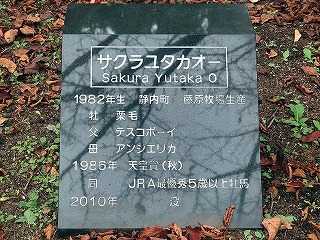 サクラユタカオー
Sakura Yutaka O
1982年生 静内町 藤原牧場生産
牡 栗毛
父 テスコボーイ
母 アンジエリカ
1986年 天皇賞(秋)
同 JRA最優秀5歳以上牡馬
2010年 没